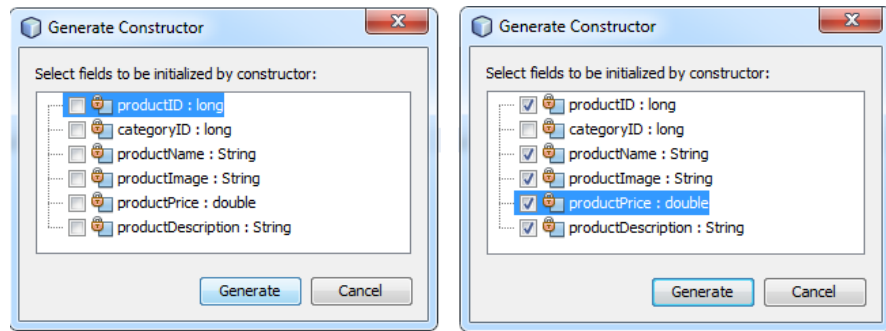 Generate Constructor
Select fields to be initialized by constructor:
productID : long
categoryID : long
productName : String
productImage : String
productPrice : double
productDescription : String
Generate Cancel
Generate Constructor
Select fields to be initialized by constructor:
productID : long
categoryID : long
productName : String
productImage : String
productPrice : double
productDescription : String
Generate Cancel